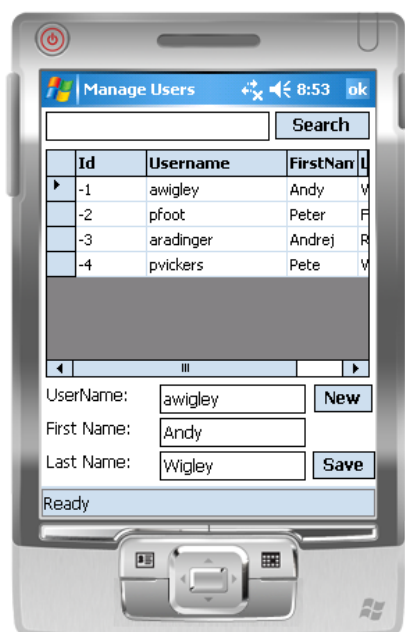 Manage Users 8:53 ok
Search
Id Username FirstNam L
-1 awigley Andy W
-2 pfoot Peter F
-3 aradinger Andrej R
-4 pvickers Pete V
UserName: awigley New
First Name: Andy
Last Name: Wigley Save
Ready